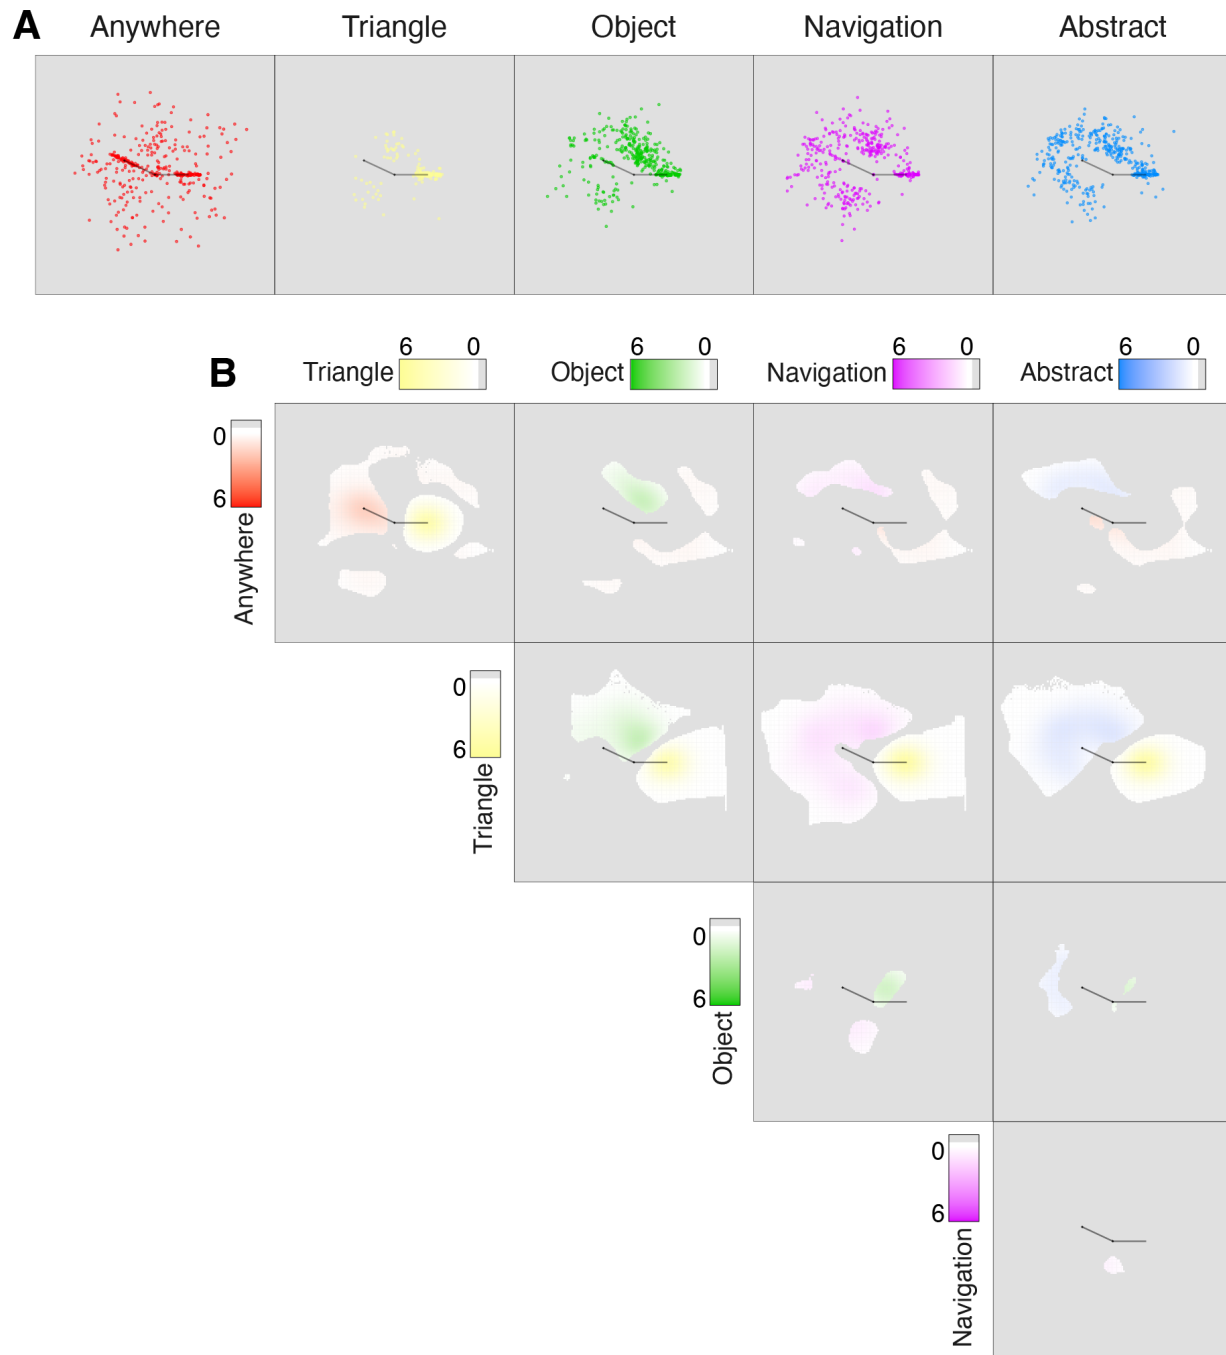 A Anywhere Triangle Object Navigation Abstract
6 0 6 0 6 0 6 0
B Triangle Object Navigation Abstract
0
6
Anywhere
0
6
Triangle
0
6
Object
0
6
Navigation